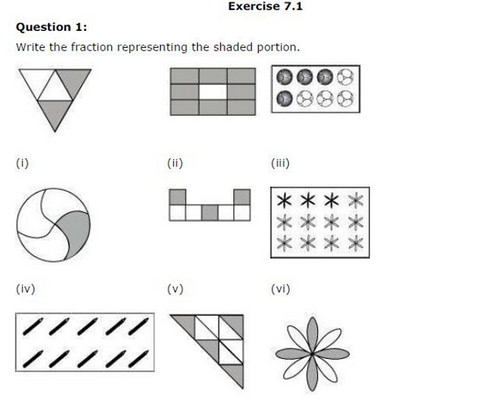 Exercise 7.1
Question 1:
Write the fraction representing the shaded portion.
(i) (ii) (iii)
(iv) (v) (vi)